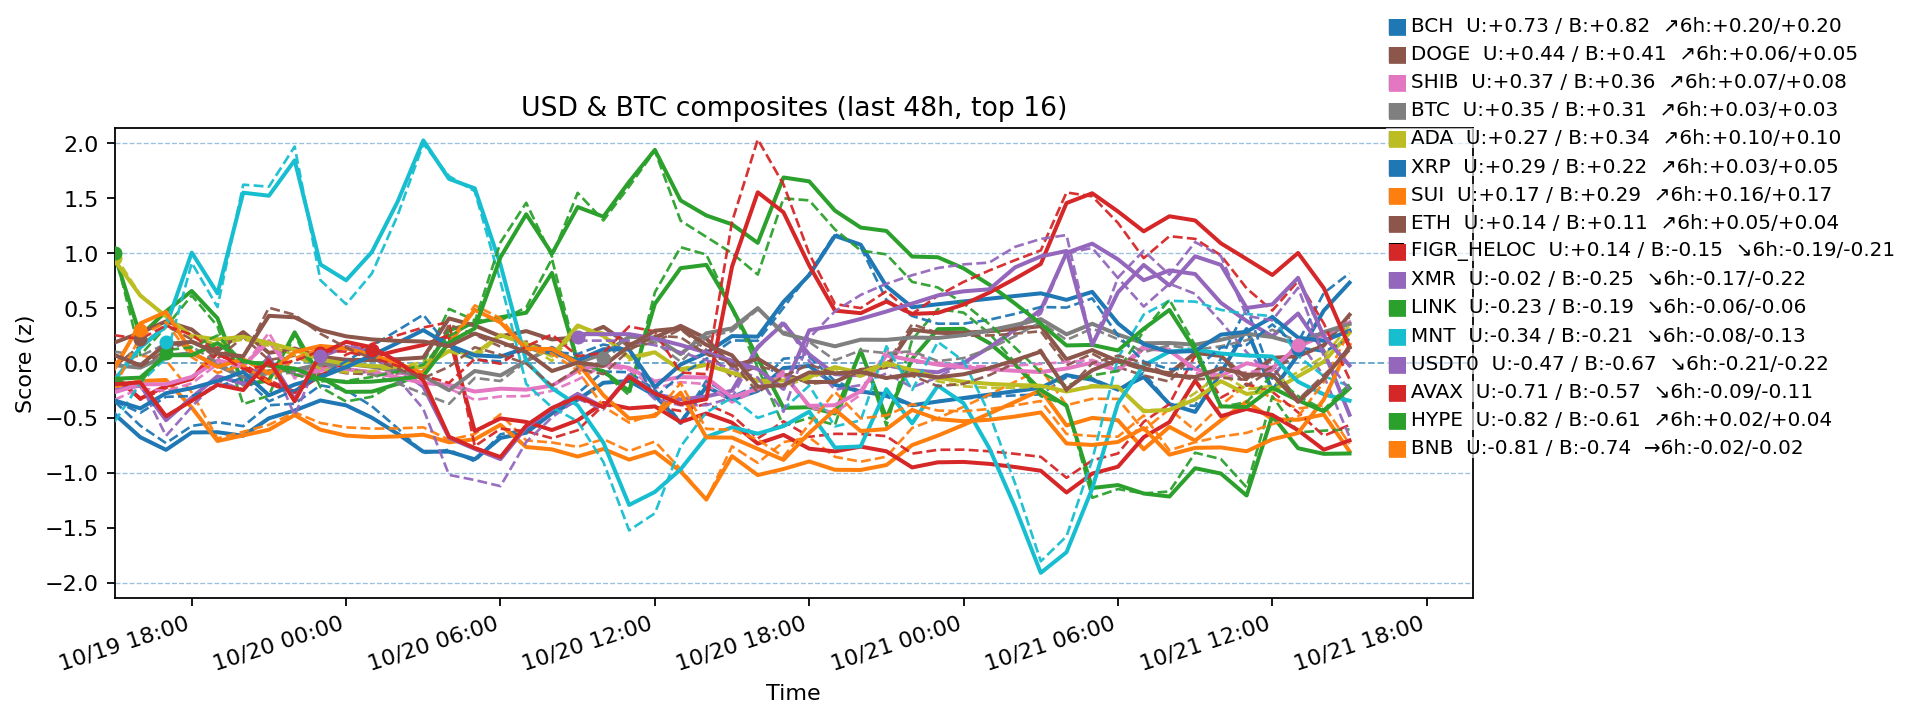 BCH  U:+0.73 / B:+0.82  ↗6h:+0.20/+0.20
DOGE  U:+0.44 / B:+0.41  ↗6h:+0.06/+0.05
SHIB  U:+0.37 / B:+0.36  ↗6h:+0.07/+0.08
BTC  U:+0.35 / B:+0.31  ↗6h:+0.03/+0.03
ADA  U:+0.27 / B:+0.34  ↗6h:+0.10/+0.10
XRP  U:+0.29 / B:+0.22  ↗6h:+0.03/+0.05
SUI  U:+0.17 / B:+0.29  ↗6h:+0.16/+0.17
ETH  U:+0.14 / B:+0.11  ↗6h:+0.05/+0.04
FIGR_HELOC  U:+0.14 / B:-0.15  ↘6h:-0.19/-0.21
XMR  U:-0.02 / B:-0.25  ↘6h:-0.17/-0.22
LINK  U:-0.23 / B:-0.19  ↘6h:-0.06/-0.06
MNT  U:-0.34 / B:-0.21  ↘6h:-0.08/-0.13
USDT0  U:-0.47 / B:-0.67  ↘6h:-0.21/-0.22
AVAX  U:-0.71 / B:-0.57  ↘6h:-0.09/-0.11
HYPE  U:-0.82 / B:-0.61  ↗6h:+0.02/+0.04
BNB  U:-0.81 / B:-0.74  →6h:-0.02/-0.02
USD & BTC composites (last 48h, top 16)
Score (z)
2.0
1.5
1.0
0.5
0.0
−0.5
−1.0
−1.5
−2.0
10/19 18:00
10/20 00:00
10/20 06:00
10/20 12:00
10/20 18:00
10/21 00:00
10/21 06:00
10/21 12:00
10/21 18:00
Time